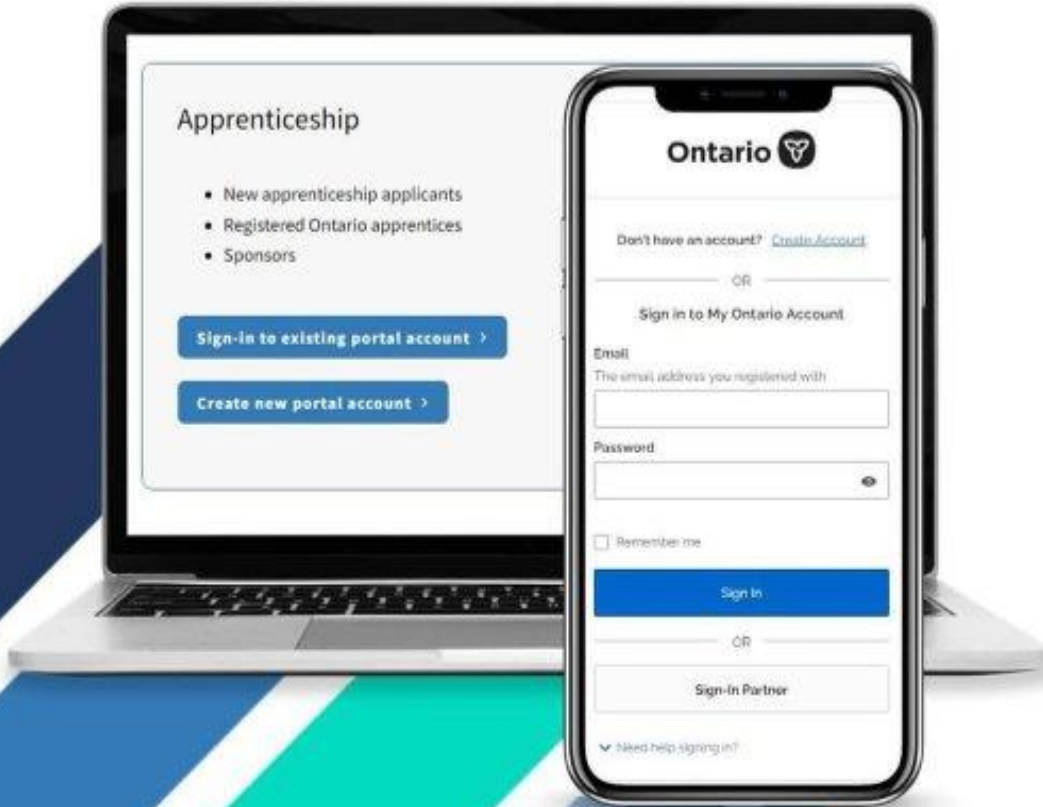 Apprenticeship
New apprenticeship applicants
Registered Ontario apprentices
Sponsors
Sign-in to existing portal account >
Create new portal account >
Ontario
Don't have an account? Create Account
OR
Sign in to My Ontario Account
Email
The email address you registered with
Password
Remember me
Sign In
OR
Sign-In Partner
Need help signing in?